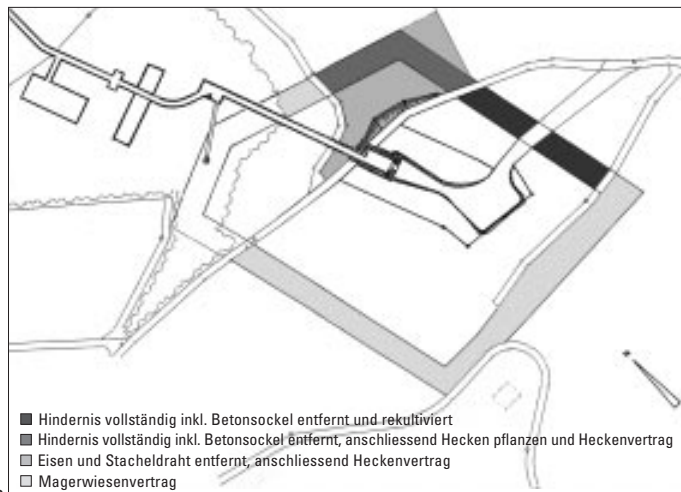 Hindernis vollständig inkl. Betonsockel entfernt und rekultiviert
Hindernis vollständig inkl. Betonsockel entfernt, anschliessend Hecken pflanzen und Heckenvertrag
Eisen und Stacheldraht entfernt, anschliessend Heckenvertrag
Magerwiesenvertrag